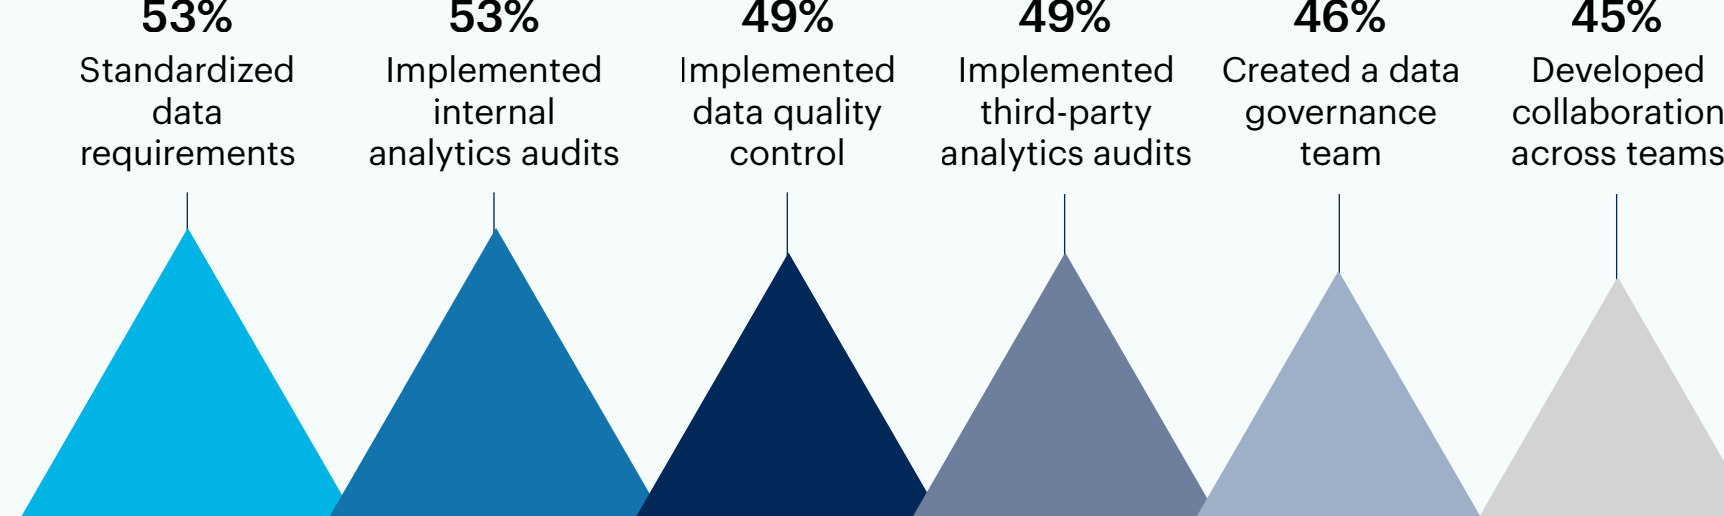 53%
Standardized
data
requirements
53%
Implemented
internal
analytics audits
49%
Implemented
data quality
control
49%
Implemented
third-party
analytics audits
46%
Created a data
governance
team
45%
Developed
collaboration
across teams